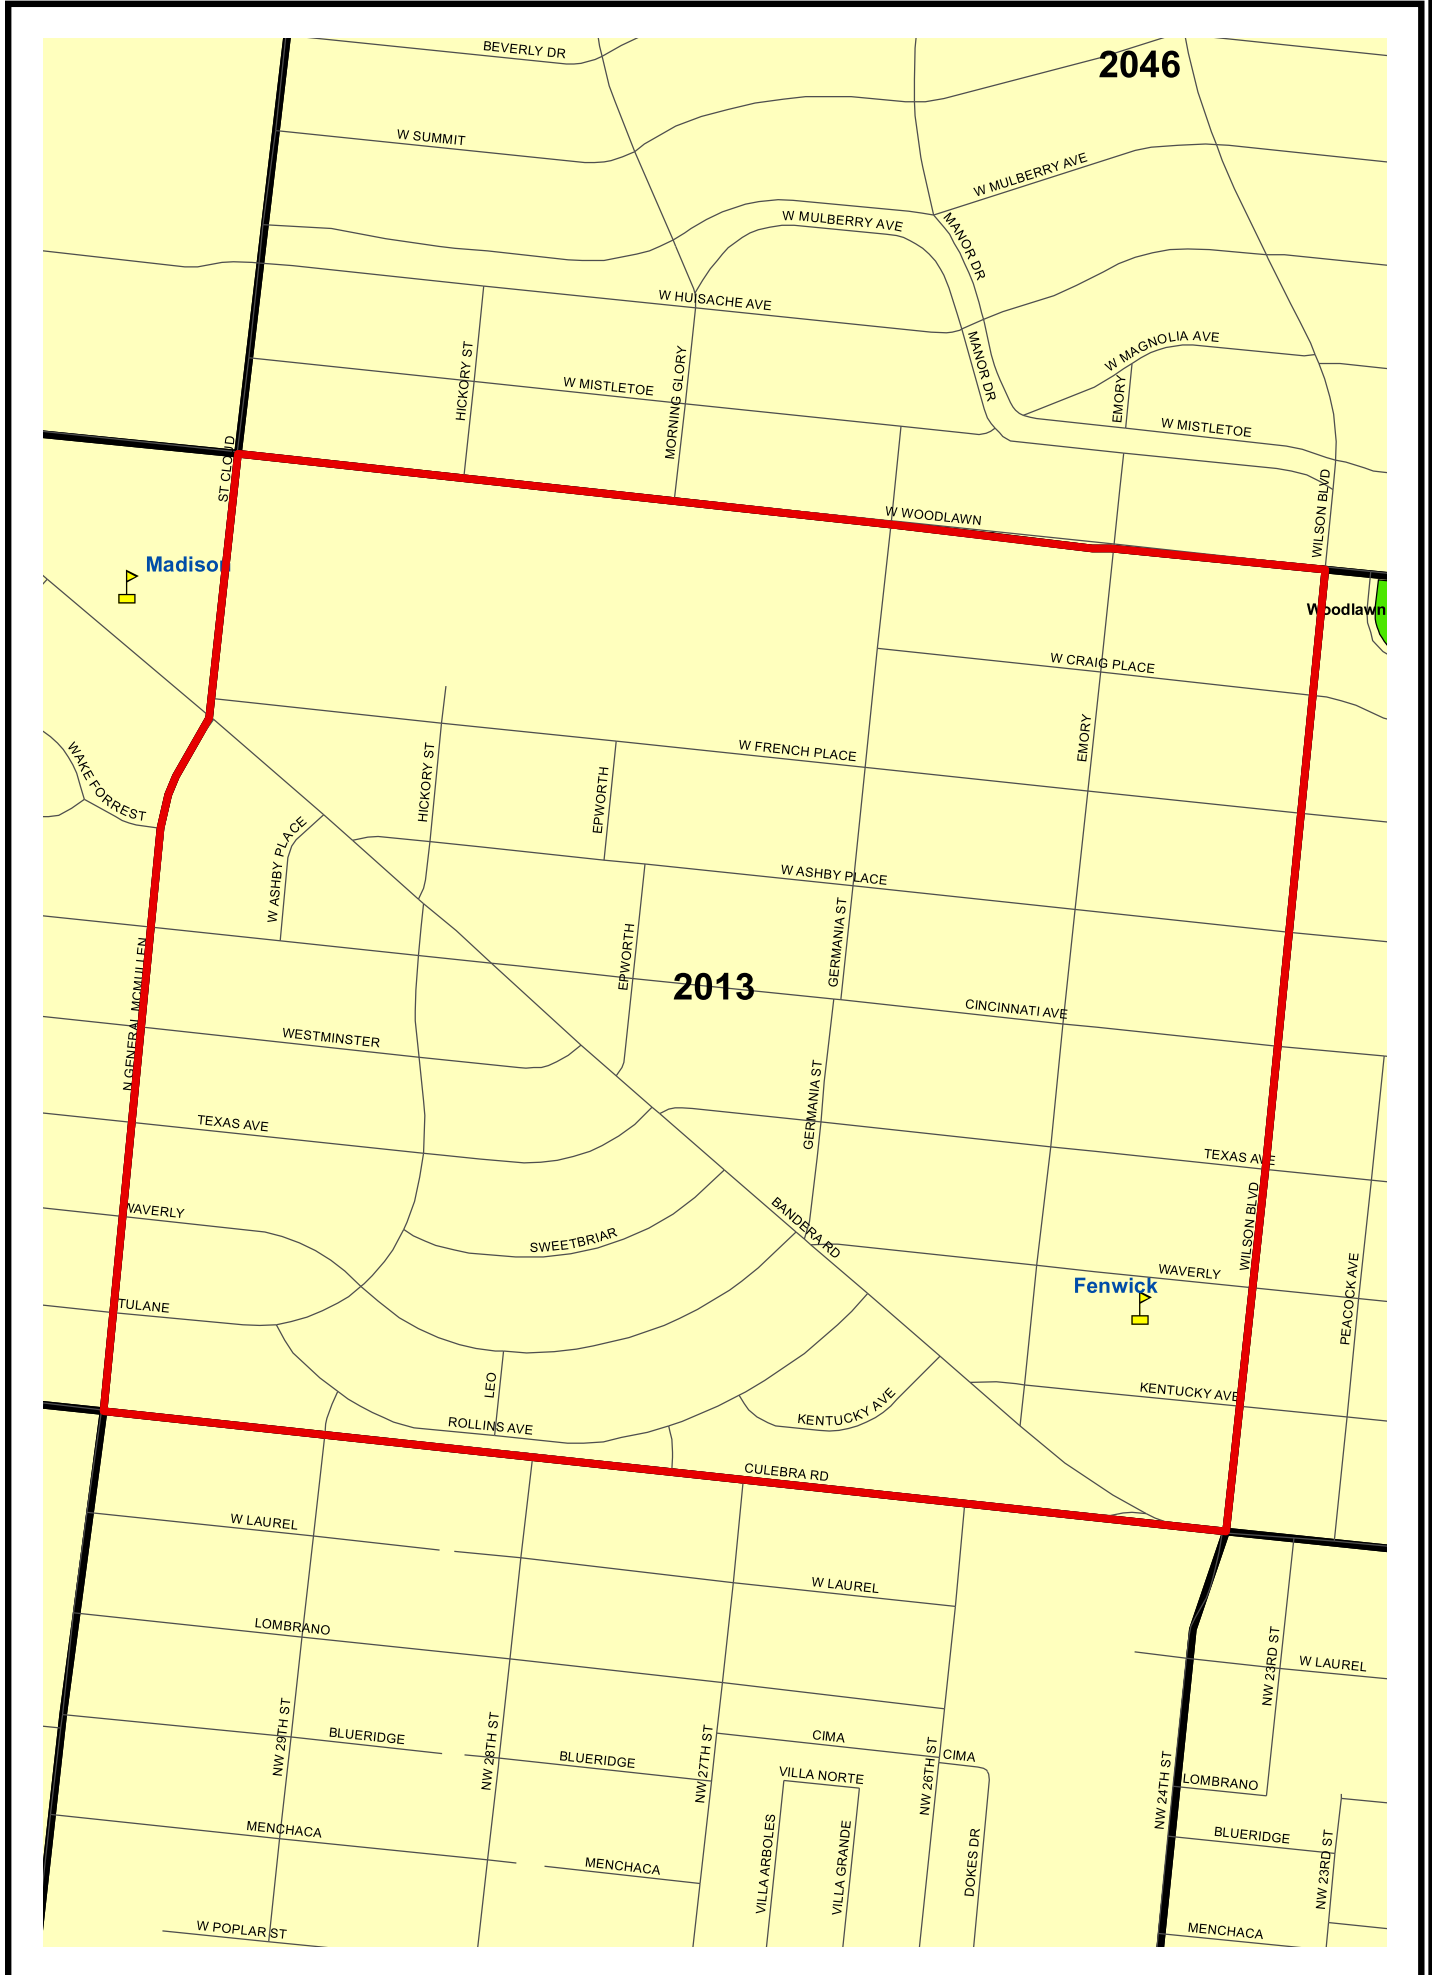 BEVERLY DR
2046
W SUMMIT
W MULBERRY AVE
W MULBERRY AVE
MANOR DR
W HUISACHE AVE
HICKORY ST
MORNING GLORY
W MISTLETOE
MANOR DR
W MAGNOLIA AVE
EMORY
W MISTLETOE
ST CLOUD
WILSON BLVD
W WOODLAWN
Madison
Woodlawn
W CRAIG PLACE
WAKE FORREST
HICKORY ST
EPWORTH
W FRENCH PLACE
EMORY
W ASHBY PLACE
W ASHBY PLACE
GERMANIA ST
N GENERAL MCMULLEN
EPWORTH
2013
CINCINNATI AVE
WESTMINSTER
GERMANIA ST
TEXAS AVE
TEXAS AVE
WAVERLY
SWEETBRIAR
BANDERA RD
WILSON BLVD
WAVERLY
Fenwick
PEACOCK AVE
TULANE
LEO
KENTUCKY AVE
KENTUCKY AVE
ROLLINS AVE
CULEBRA RD
W LAUREL
W LAUREL
LOMBRANO
NW 23RD ST
W LAUREL
NW 29TH ST
BLUERIDGE
NW 28TH ST
BLUERIDGE
NW 27TH ST
CIMA
NW 26TH ST
CIMA
VILLA NORTE
NW 24TH ST
LOMBRANO
MENCHACA
MENCHACA
VILLA ARBOLES
VILLA GRANDE
DOKES DR
BLUERIDGE
NW 23RD ST
W POPLAR ST
MENCHACA